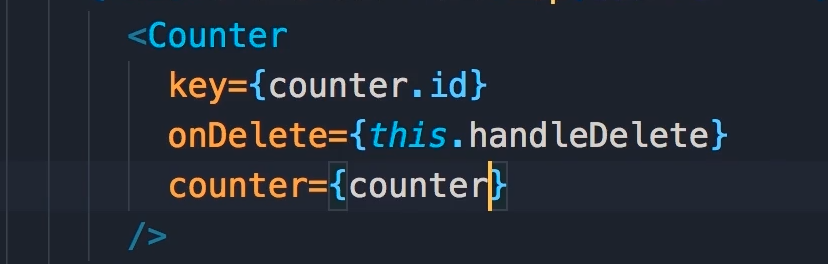 <Counter
key={counter.id}
onDelete={this.handleDelete}
counter={counter}
/>